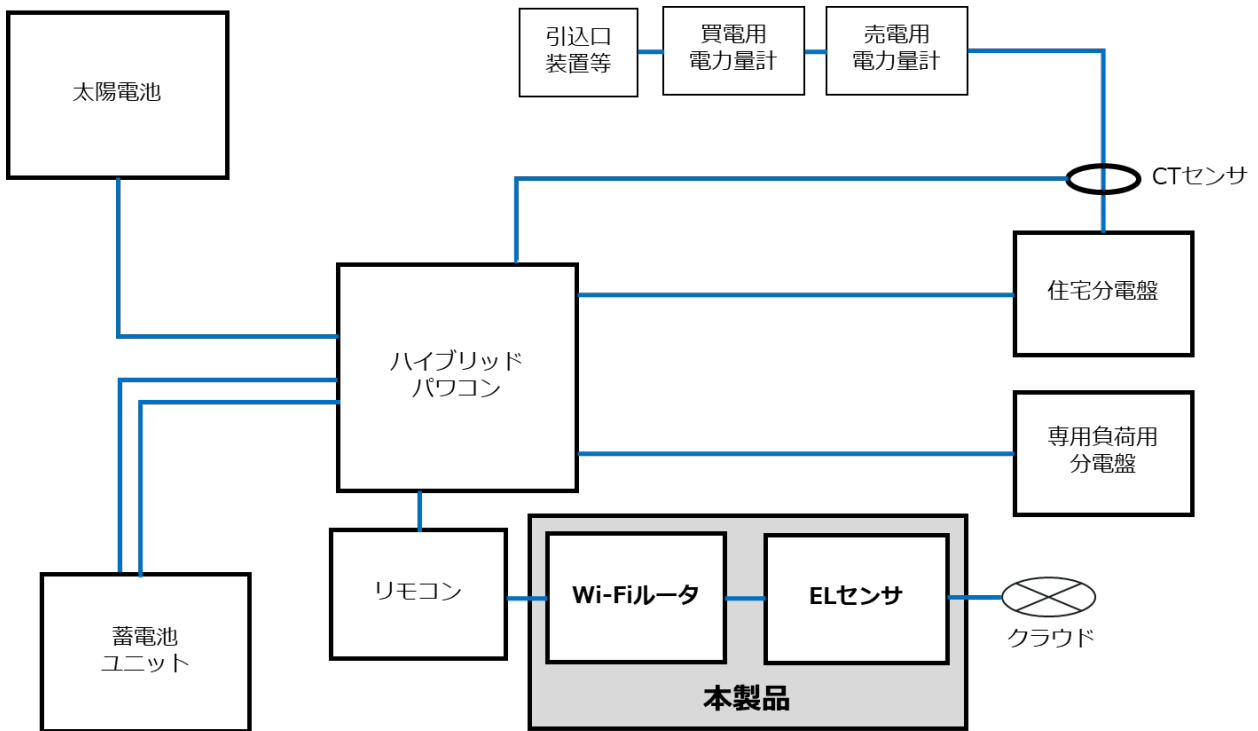 太陽電池
引込口
装置等
買電用
電力量計
売電用
電力量計
CTセンサ
住宅分電盤
ハイブリッド
パワコン
専用負荷用
分電盤
リモコン
Wi-Fiルータ
ELセンサ
クラウド
蓄電池
ユニット
本製品